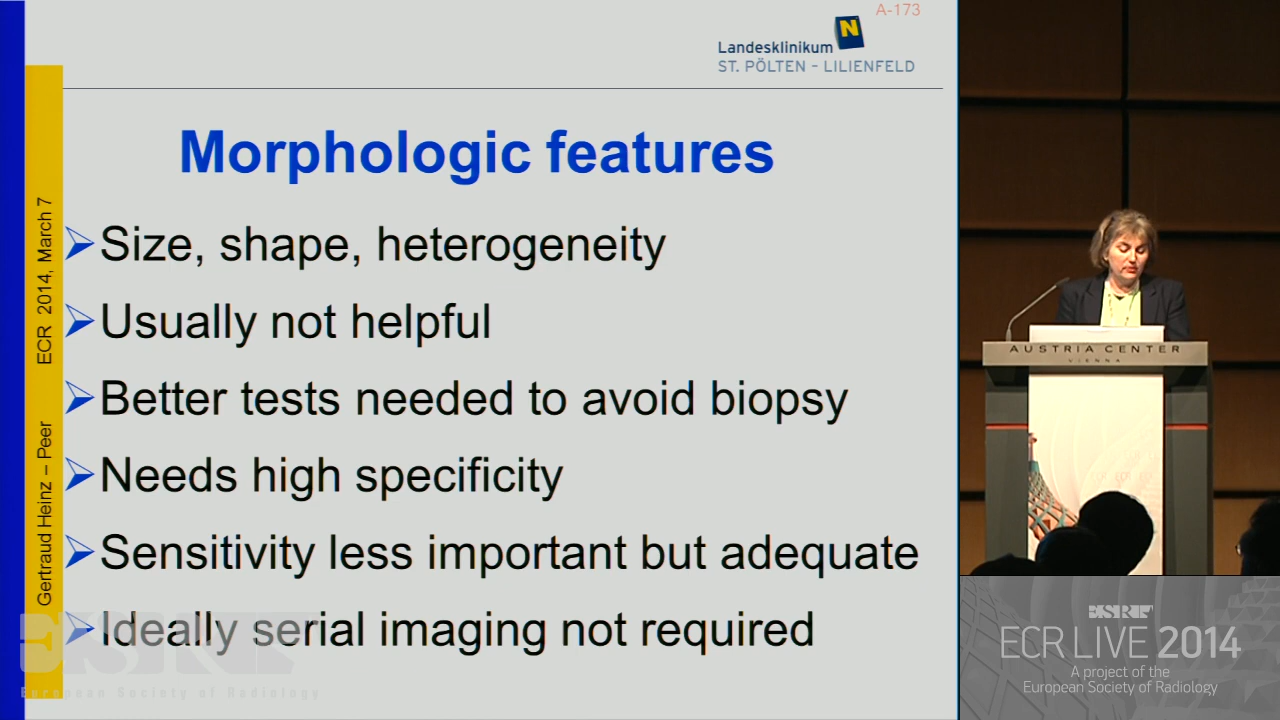 A-173
Landesklinikum
ST. PÖLTEN – LILIENFELD
N
Morphologic features
Size, shape, heterogeneity
Usually not helpful
Better tests needed to avoid biopsy
Needs high specificity
Sensitivity less important but adequate
Ideally serial imaging not required
Gertraud Heinz – Peer ECR 2014, March 7
ESR
European Society of Radiology
AUSTRIA CENTER
VIENNA
ESR
ECR LIVE 2014
A project of the
European Society of Radiology